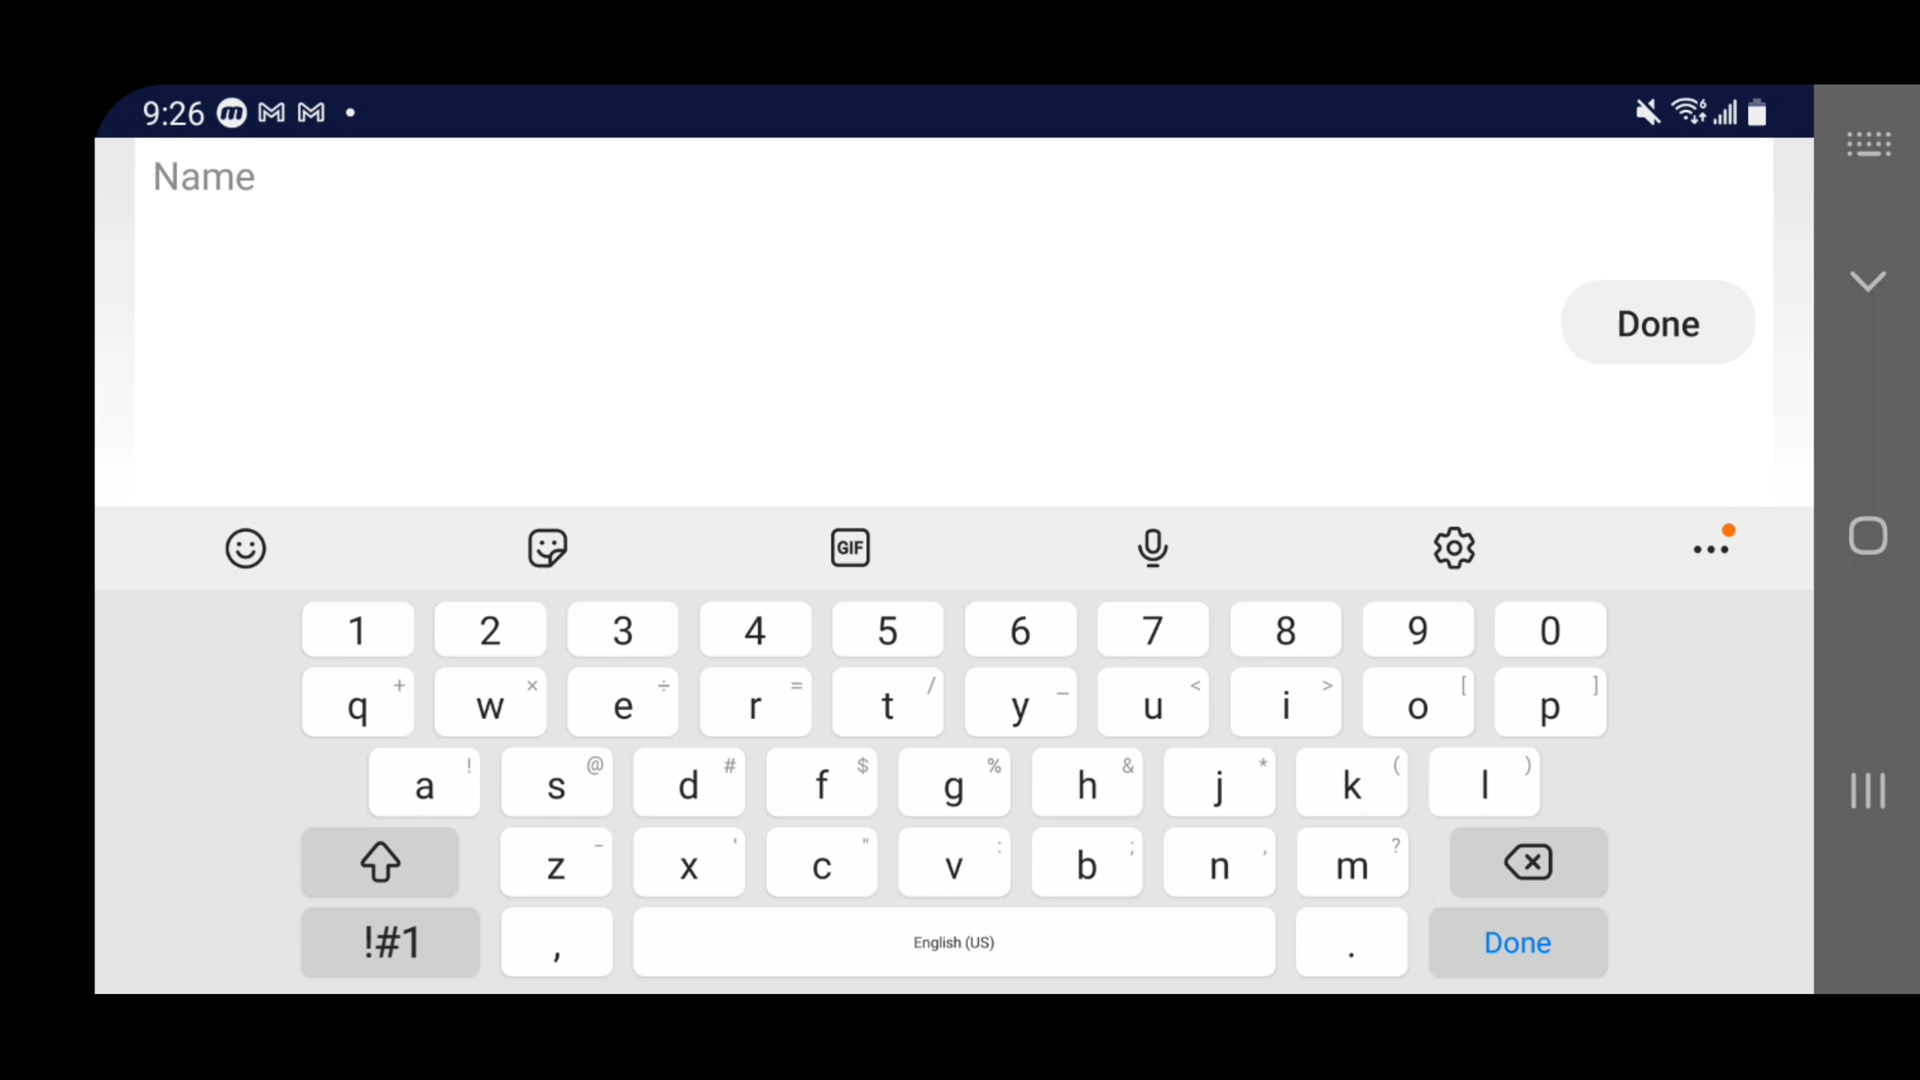 9:26
Name
Done
GIF
1 2 3 4 5 6 7 8 9 0
+ × ÷ = / _ < > [ ]
q w e r t y u i o p
! @ # $ % & * ( )
a s d f g h j k l
- ' " : ; , ?
z x c v b n m
!#1 , English (US) . Done